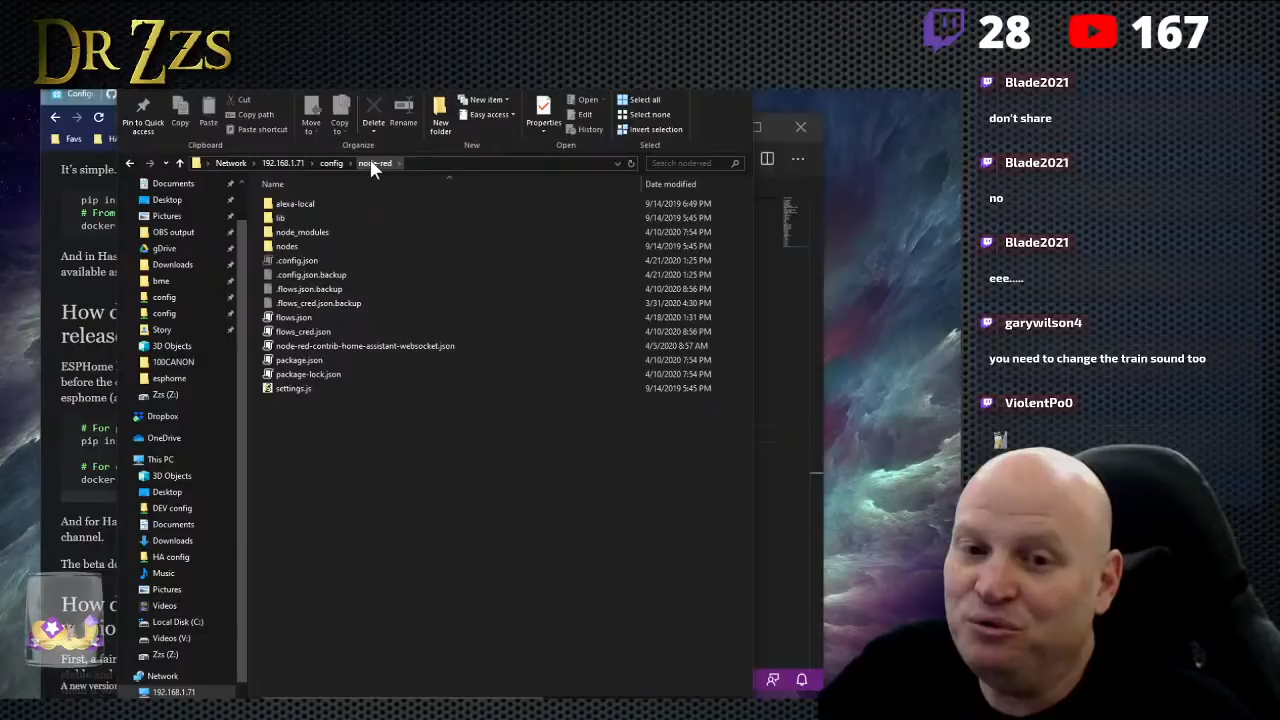 DR ZZS
28
167
Config
Favs
It's simple.
pip in
# From
docker
And in Has
available as
How d
releas
ESPHome
before the
esphome (a
# For p
pip in
# For
docker
And for Ha
channel.
The beta d
How d
First, a fair
stable and
A new version
Pin to Quick
access
Copy
Paste
Cut
Copy path
Paste shortcut
Clipboard
Move
to
Copy
to
Delete
Rename
Organize
New
folder
New item
Easy access
New
Properties
Open
Edit
History
Open
Select all
Select none
Invert selection
Select
Network
192.168.1.71
config
node-red
Search node-red
Name
Date modified
alexa-local 9/14/2019 6:49 PM
lib 9/14/2019 5:45 PM
node_modules 4/10/2020 7:54 PM
nodes 9/14/2019 5:45 PM
.config.json 4/21/2020 1:25 PM
.config.json.backup 4/21/2020 1:25 PM
.flows.json.backup 4/10/2020 8:56 PM
.flows_cred.json.backup 3/31/2020 4:30 PM
flows.json 4/18/2020 1:31 PM
flows_cred.json 4/10/2020 8:56 PM
node-red-contrib-home-assistant-websocket.json 4/5/2020 8:57 AM
package.json 4/10/2020 7:54 PM
package-lock.json 4/10/2020 7:54 PM
settings.js 9/14/2019 5:45 PM
Documents
Desktop
Pictures
OBS output
gDrive
Downloads
bme
config
config
Story
3D Objects
100CANON
esphome
Zzs (Z:)
Dropbox
OneDrive
This PC
3D Objects
Desktop
DEV config
Documents
Downloads
HA config
Music
Pictures
Videos
Local Disk (C:)
Videos (V:)
Zzs (Z:)
Network
192.168.1.71
Blade2021
don't share
Blade2021
no
Blade2021
eee.....
garywilson4
you need to change the train sound too
ViolentPo0